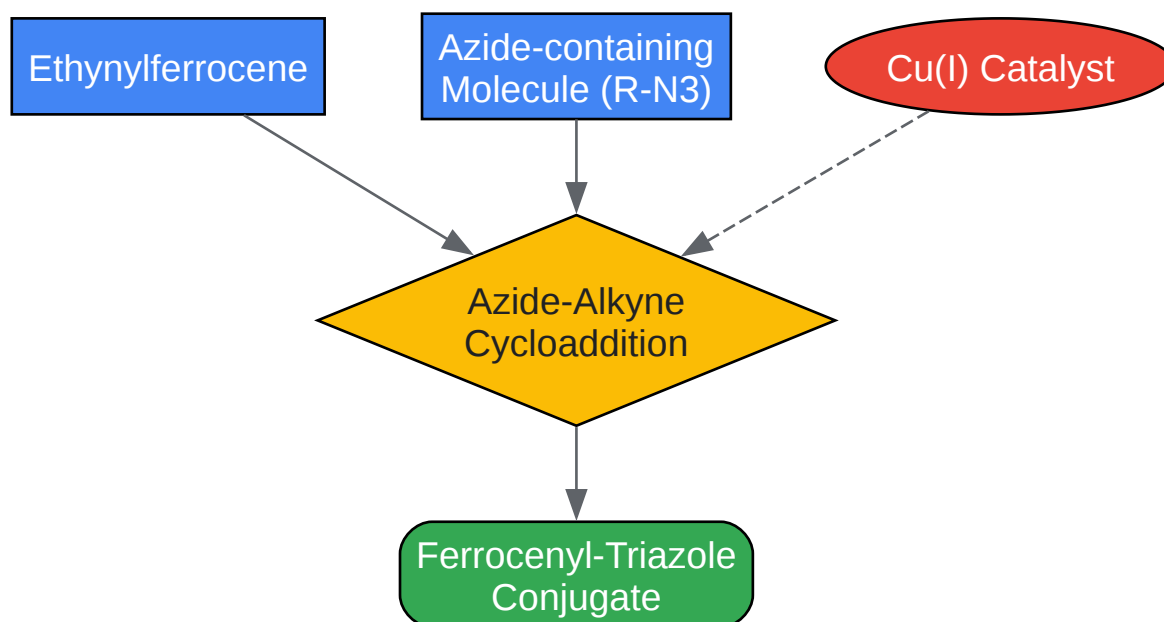 Ethynylferrocene
Azide-containing
Molecule (R-N3)
Cu(I) Catalyst
Azide-Alkyne
Cycloaddition
Ferrocenyl-Triazole
Conjugate